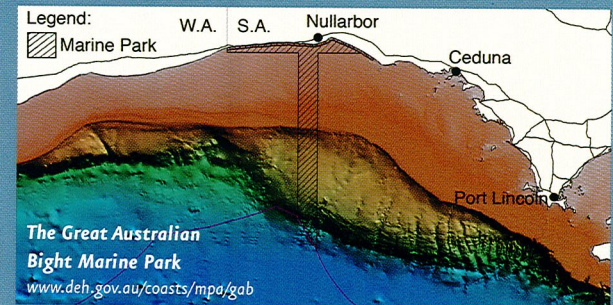 Legend:
Marine Park
W.A.
S.A.
Nullarbor
Ceduna
Port Lincoln
The Great Australian
Bight Marine Park
www.deh.gov.au/coasts/mpa/gab